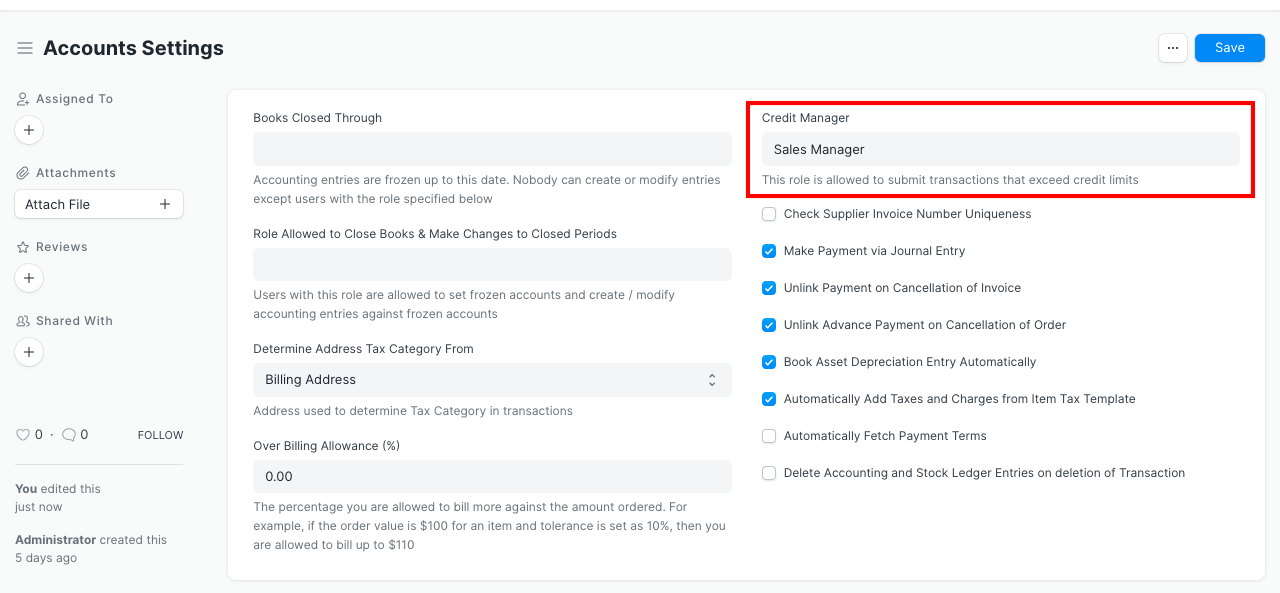 Accounts Settings
...
Save
Assigned To
Attachments
Attach File
Reviews
Shared With
0 · 0 FOLLOW
You edited this
just now
Administrator created this
5 days ago
Books Closed Through
Accounting entries are frozen up to this date. Nobody can create or modify entries
except users with the role specified below
Role Allowed to Close Books & Make Changes to Closed Periods
Users with this role are allowed to set frozen accounts and create / modify
accounting entries against frozen accounts
Determine Address Tax Category From
Billing Address
Address used to determine Tax Category in transactions
Over Billing Allowance (%)
0.00
The percentage you are allowed to bill more against the amount ordered. For
example, if the order value is $100 for an item and tolerance is set as 10%, then you
are allowed to bill up to $110
Credit Manager
Sales Manager
This role is allowed to submit transactions that exceed credit limits
Check Supplier Invoice Number Uniqueness
Make Payment via Journal Entry
Unlink Payment on Cancellation of Invoice
Unlink Advance Payment on Cancellation of Order
Book Asset Depreciation Entry Automatically
Automatically Add Taxes and Charges from Item Tax Template
Automatically Fetch Payment Terms
Delete Accounting and Stock Ledger Entries on deletion of Transaction